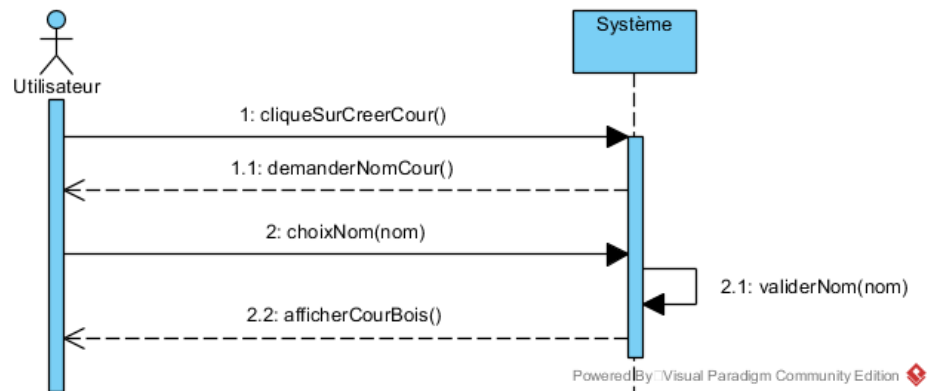 Système
Utilisateur
1: cliqueSurCreerCour()
1.1: demanderNomCour()
2: choixNom(nom)
2.1: validerNom(nom)
2.2: afficherCourBois()
Powered By Visual Paradigm Community Edition